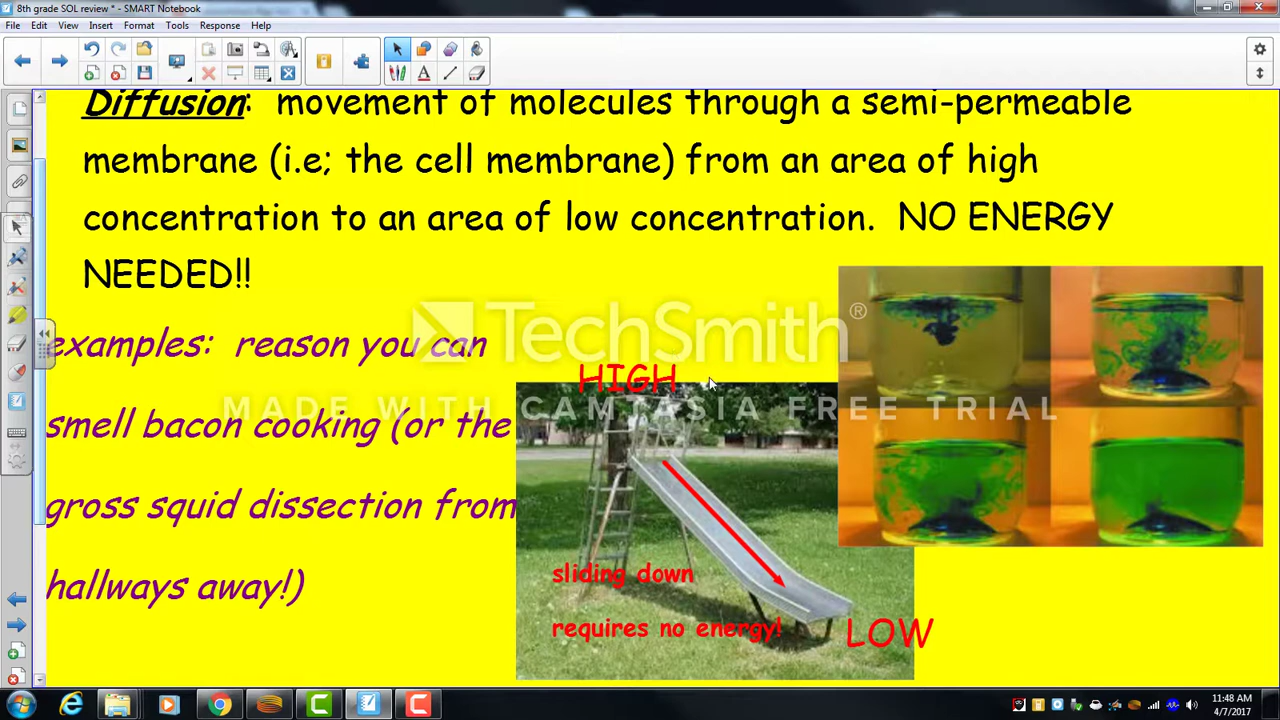 8th grade SOL review * - SMART Notebook
File Edit View Insert Format Tools Response Help
Diffusion: movement of molecules through a semi-permeable
membrane (i.e; the cell membrane) from an area of high
concentration to an area of low concentration. NO ENERGY
NEEDED!!
examples: reason you can
smell bacon cooking (or the
gross squid dissection from
hallways away!)
HIGH
sliding down
requires no energy!
LOW
TechSmith®
MADE WITH CAMTASIA FREE TRIAL
11:48 AM
4/7/2017